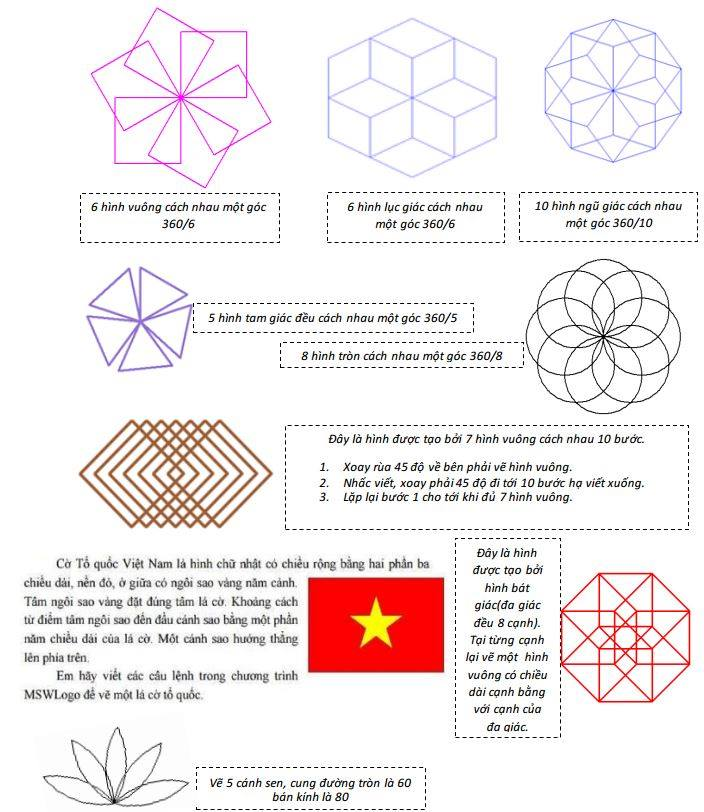 6 hình vuông cách nhau một góc
360/6
6 hình lục giác cách nhau
một góc 360/6
10 hình ngũ giác cách nhau
một góc 360/10
5 hình tam giác đều cách nhau một góc 360/5
8 hình tròn cách nhau một góc 360/8
Đây là hình được tạo bởi 7 hình vuông cách nhau 10 bước.
1. Xoay rùa 45 độ về bên phải vẽ hình vuông.
2. Nhấc viết, xoay phải 45 độ đi tới 10 bước hạ viết xuống.
3. Lặp lại bước 1 cho tới khi đủ 7 hình vuông.
Cờ Tổ quốc Việt Nam là hình chữ nhật có chiều rộng bằng hai phần ba
chiều dài, nền đỏ, ở giữa có ngôi sao vàng năm cánh.
Tâm ngôi sao vàng đặt đúng tâm lá cờ. Khoảng cách
từ điểm tâm ngôi sao đến đầu cánh sao bằng một phần
năm chiều dài của lá cờ. Một cánh sao hướng thẳng
lên phía trên.
Em hãy viết các câu lệnh trong chương trình
MSWLogo để vẽ một lá cờ tổ quốc.
Đây là hình
được tạo bởi
hình bát
giác(đa giác
đều 8 cạnh).
Tại từng cạnh
lại vẽ một hình
vuông có chiều
dài cạnh bằng
với cạnh của
đa giác.
Vẽ 5 cánh sen, cung đường tròn là 60
bán kính là 80